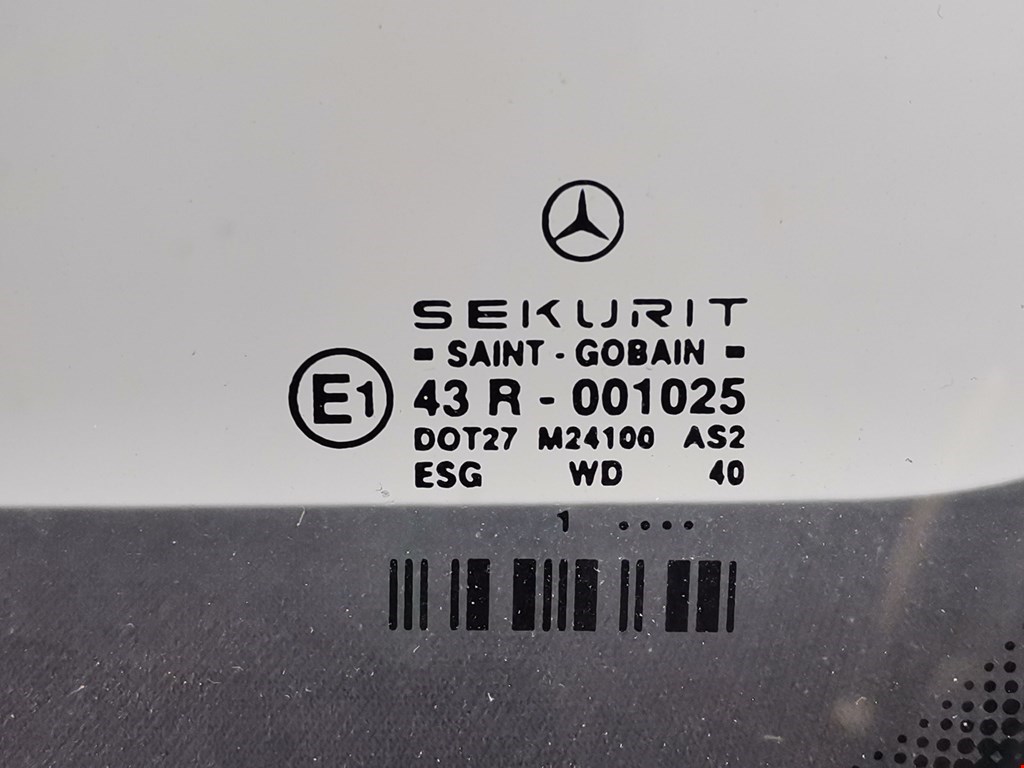 SEKURIT
- SAINT - GOBAIN -
E1 43 R - 001025
DOT27 M24100 AS2
ESG WD 40
1 ....